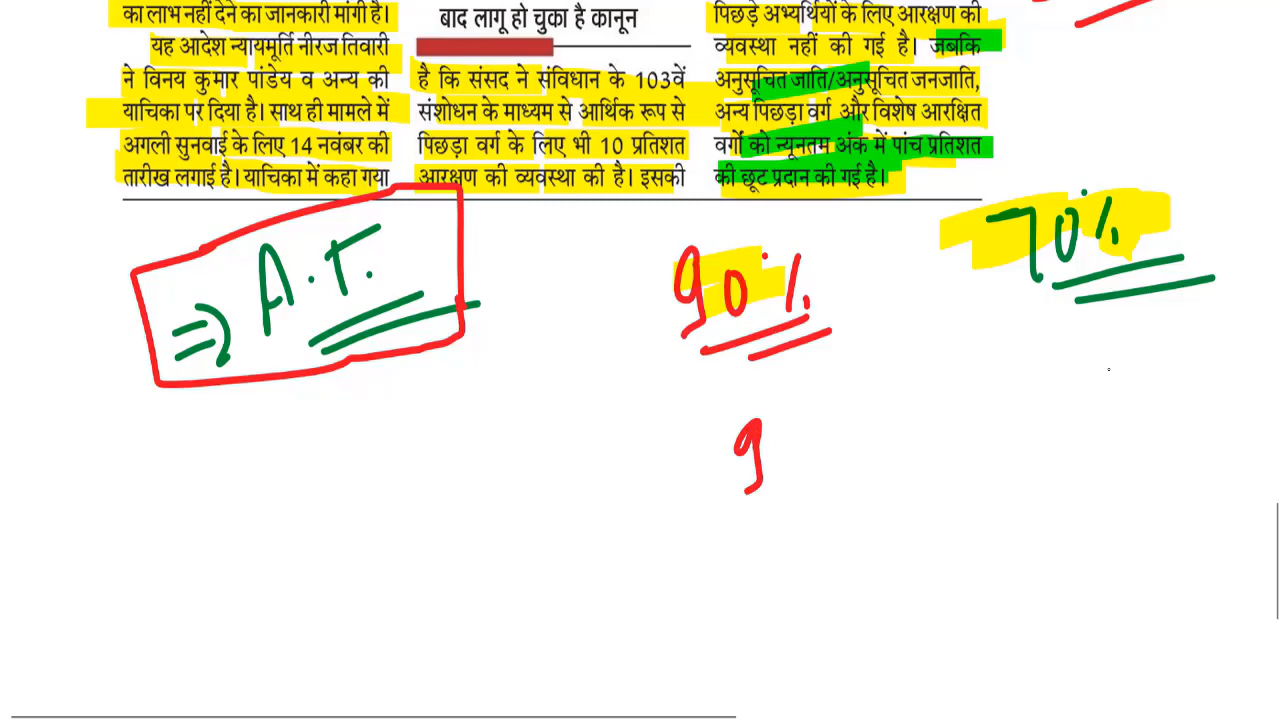 का लाभ नहीं देने का जानकारी मांगी है।
यह आदेश न्यायमूर्ति नीरज तिवारी
ने विनय कुमार पांडेय व अन्य की
याचिका पर दिया है। साथ ही मामले में
अगली सुनवाई के लिए 14 नवंबर की
तारीख लगाई है। याचिका में कहा गया
बाद लागू हो चुका है कानून
है कि संसद ने संविधान के 103वें
संशोधन के माध्यम से आर्थिक रूप से
पिछड़ा वर्ग के लिए भी 10 प्रतिशत
आरक्षण की व्यवस्था की है। इसकी
पिछड़े अभ्यर्थियों के लिए आरक्षण की
व्यवस्था नहीं की गई है। जबकि
अनुसूचित जाति/अनुसूचित जनजाति,
अन्य पिछड़ा वर्ग और विशेष आरक्षित
वर्गों को न्यूनतम अंक में पांच प्रतिशत
की छूट प्रदान की गई है।
⇒ A.T.
90%
70%
9